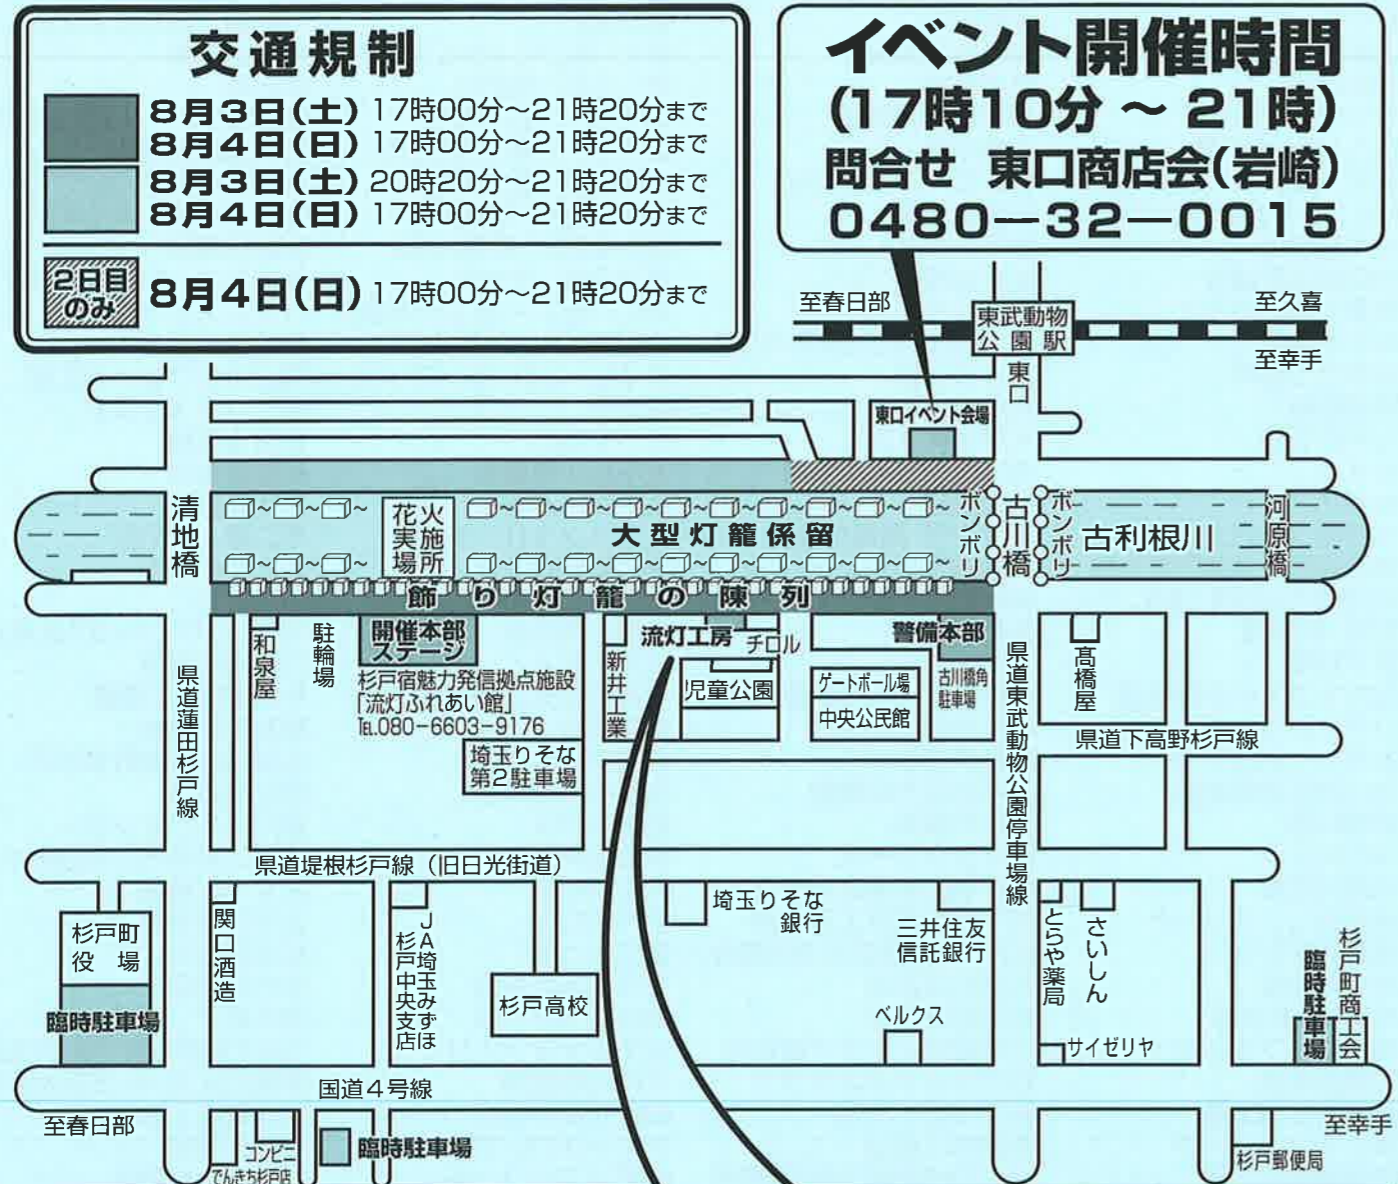 交通規制
8月3日(土) 17時00分～21時20分まで
8月4日(日) 17時00分～21時20分まで
8月3日(土) 20時20分～21時20分まで
8月4日(日) 17時00分～21時20分まで
2日目
のみ
8月4日(日) 17時00分～21時20分まで
イベント開催時間
(17時10分 ～ 21時)
問合せ 東口商店会(岩崎)
0480―32―0015
至春日部
東武動物
公園駅
至久喜
至幸手
東口
東口イベント会場
清地橋
花火
実施
場所
大型灯籠係留
ボンボリ
古川橋
ボンボリ
古利根川
河原橋
飾り灯籠の陳列
和泉屋
駐輪場
開催本部
ステージ
杉戸宿魅力発信拠点施設
「流灯ふれあい館」
℡.080-6603-9176
埼玉りそな
第2駐車場
新井工業
流灯工房
チロル
児童公園
ゲートボール場
中央公民館
警備本部
古川橋角
駐車場
髙橋屋
県道蓮田杉戸線
県道東武動物公園停車場線
県道下高野杉戸線
県道堤根杉戸線（旧日光街道）
杉戸町
役場
臨時駐車場
関口酒造
JA埼玉みずほ
杉戸中央支店
杉戸高校
埼玉りそな
銀行
三井住友
信託銀行
ベルクス
とらや薬局
さいしん
サイゼリヤ
杉戸町商工会
臨時駐車場
国道4号線
至春日部
至幸手
コンビニ
でんきち杉戸店
臨時駐車場
杉戸郵便局